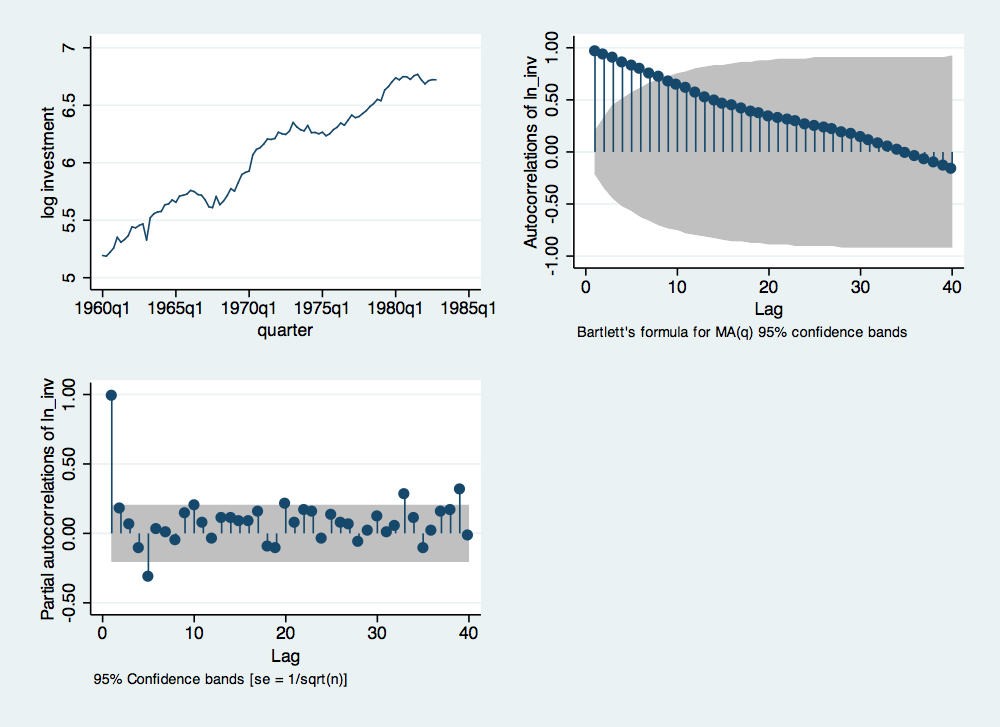 log investment
7
6.5
6
5.5
5
1960q1 1965q1 1970q1 1975q1 1980q1 1985q1
quarter
Autocorrelations of ln_inv
1.00
0.50
0.00
-0.50
-1.00
0 10 20 30 40
Lag
Bartlett's formula for MA(q) 95% confidence bands
Partial autocorrelations of ln_inv
1.00
0.50
0.00
-0.50
0 10 20 30 40
Lag
95% Confidence bands [se = 1/sqrt(n)]